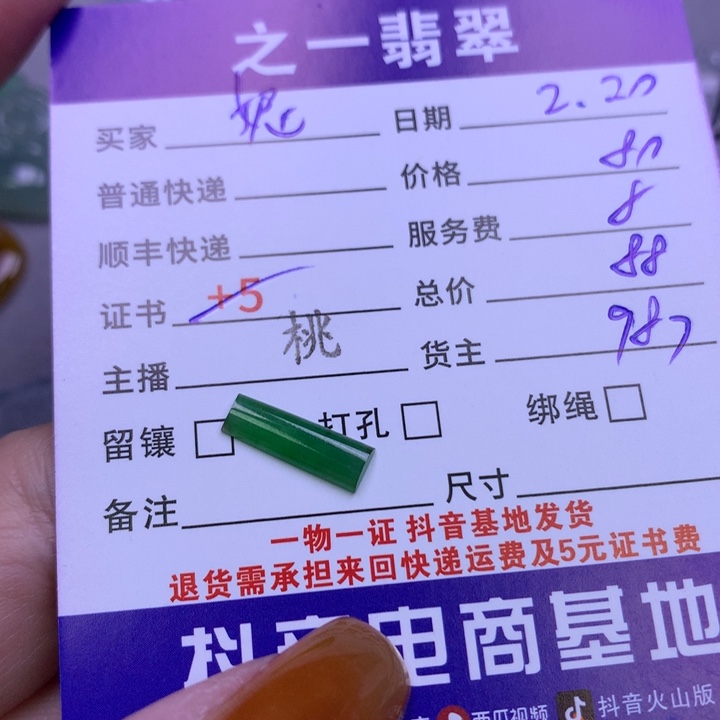 之一翡翠
买家 日期 2.20
普通快递 价格 80
顺丰快递 服务费 8
证书 +5 总价 88
主播 桃 货主 987
留镶 打孔 绑绳
备注 尺寸
一物一证 抖音基地发货
退货需承担来回快递运费及5元证书费
抖音电商基地
西瓜视频 抖音火山版